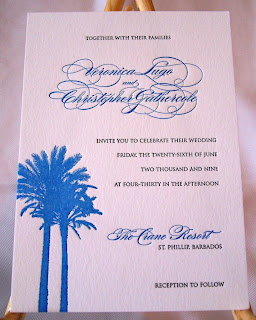 TOGETHER WITH THEIR FAMILIES
Veronica Lugo
and
Christopher Gathercole
INVITE YOU TO CELEBRATE THEIR WEDDING
FRIDAY, THE TWENTY-SIXTH OF JUNE
TWO THOUSAND AND NINE
AT FOUR-THIRTY IN THE AFTERNOON
The Crane Resort
ST. PHILLIP, BARBADOS
RECEPTION TO FOLLOW